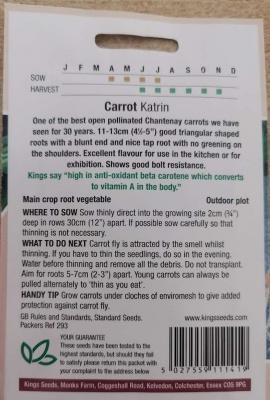 J F M A M J J A S O N D
SOW
HARVEST
Carrot Katrin
One of the best open pollinated Chantenay carrots we have
seen for 30 years. 11-13cm (4½-5") good triangular shaped
roots with a blunt end and nice tap root with no greening on
the shoulders. Excellent flavour for use in the kitchen or for
exhibition. Shows good bolt resistance.
Kings say "high in anti-oxidant beta carotene which converts
to vitamin A in the body."
Main crop root vegetable Outdoor plot
WHERE TO SOW Sow thinly direct into the growing site 2cm (¾")
deep in rows 30cm (12") apart. If possible sow carefully so that
thinning is not necessary.
WHAT TO DO NEXT Carrot fly is attracted by the smell whilst
thinning. If you have to thin the seedlings, do so in the evening.
Water before thinning and remove all the debris. Do not transplant.
Aim for roots 5-7cm (2-3") apart. Young carrots can always be
pulled alternately to 'thin as you eat'.
HANDY TIP Grow carrots under cloches of enviromesh to give added
protection against carrot fly.
GB Rules and Standards, Standard Seeds.
Packers Ref 293
www.kingsseeds.com
YOUR GUARANTEE
These seeds have been tested to the
highest standards, but should they fail
to satisfy please return this packet with
your complaint to the address below
5 027559 111419
Kings Seeds, Monks Farm, Coggeshall Road, Kelvedon, Colchester, Essex CO5 9PG